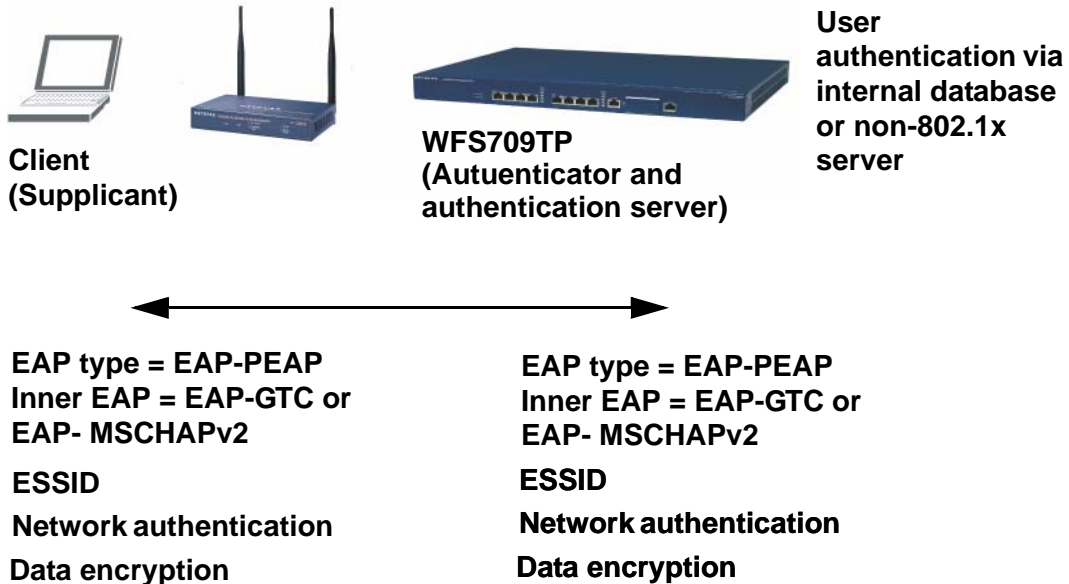 Client
(Supplicant)
WFS709TP
(Autuenticator and
authentication server)
User
authentication via
internal database
or non-802.1x
server
EAP type = EAP-PEAP
Inner EAP = EAP-GTC or
EAP- MSCHAPv2
ESSID
Network authentication
Data encryption
EAP type = EAP-PEAP
Inner EAP = EAP-GTC or
EAP- MSCHAPv2
ESSID
Network authentication
Data encryption